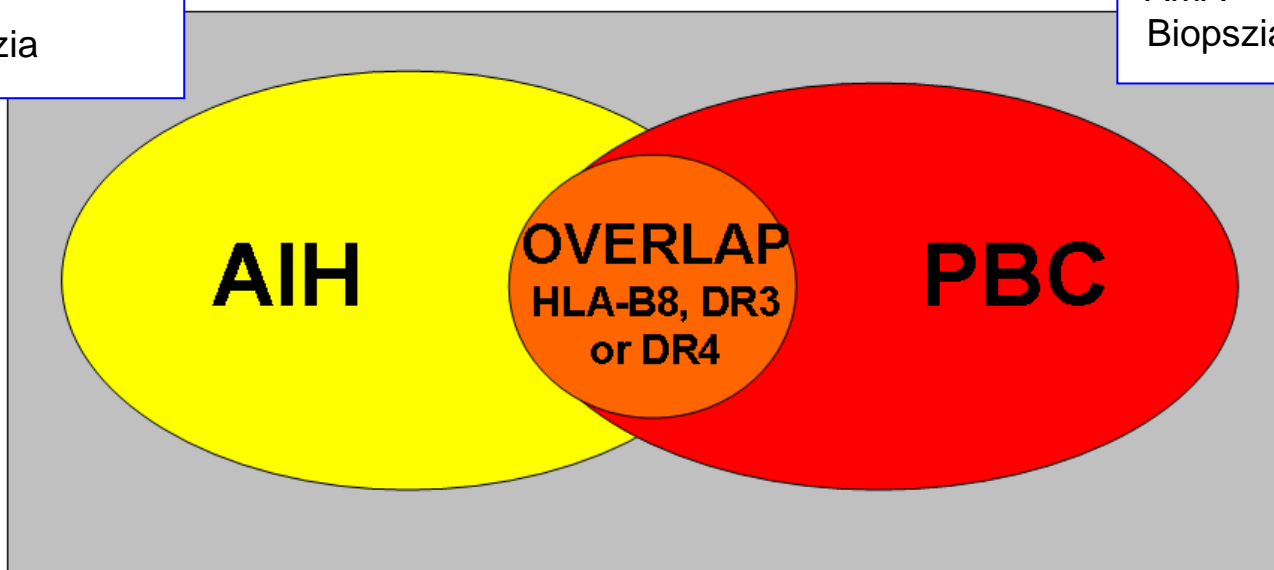 zia
Biopszia
AIH
OVERLAP
HLA-B8, DR3
or DR4
PBC